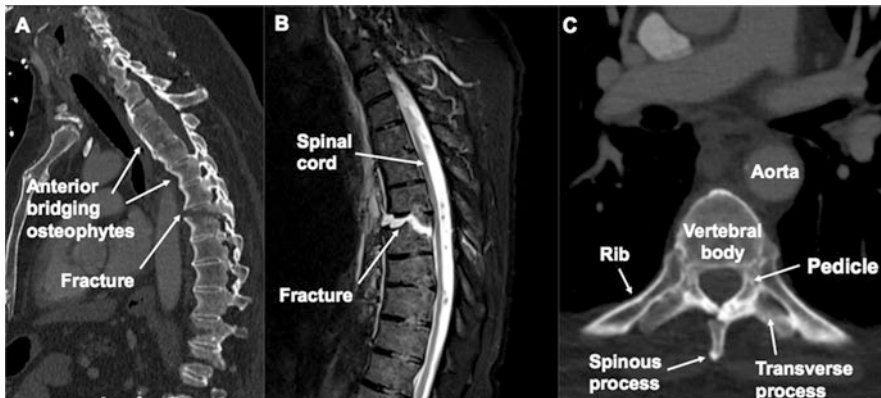 A
Anterior
bridging
osteophytes
Fracture
B
Spinal
cord
Fracture
C
Aorta
Vertebral
body
Rib
Pedicle
Spinous
process
Transverse
process